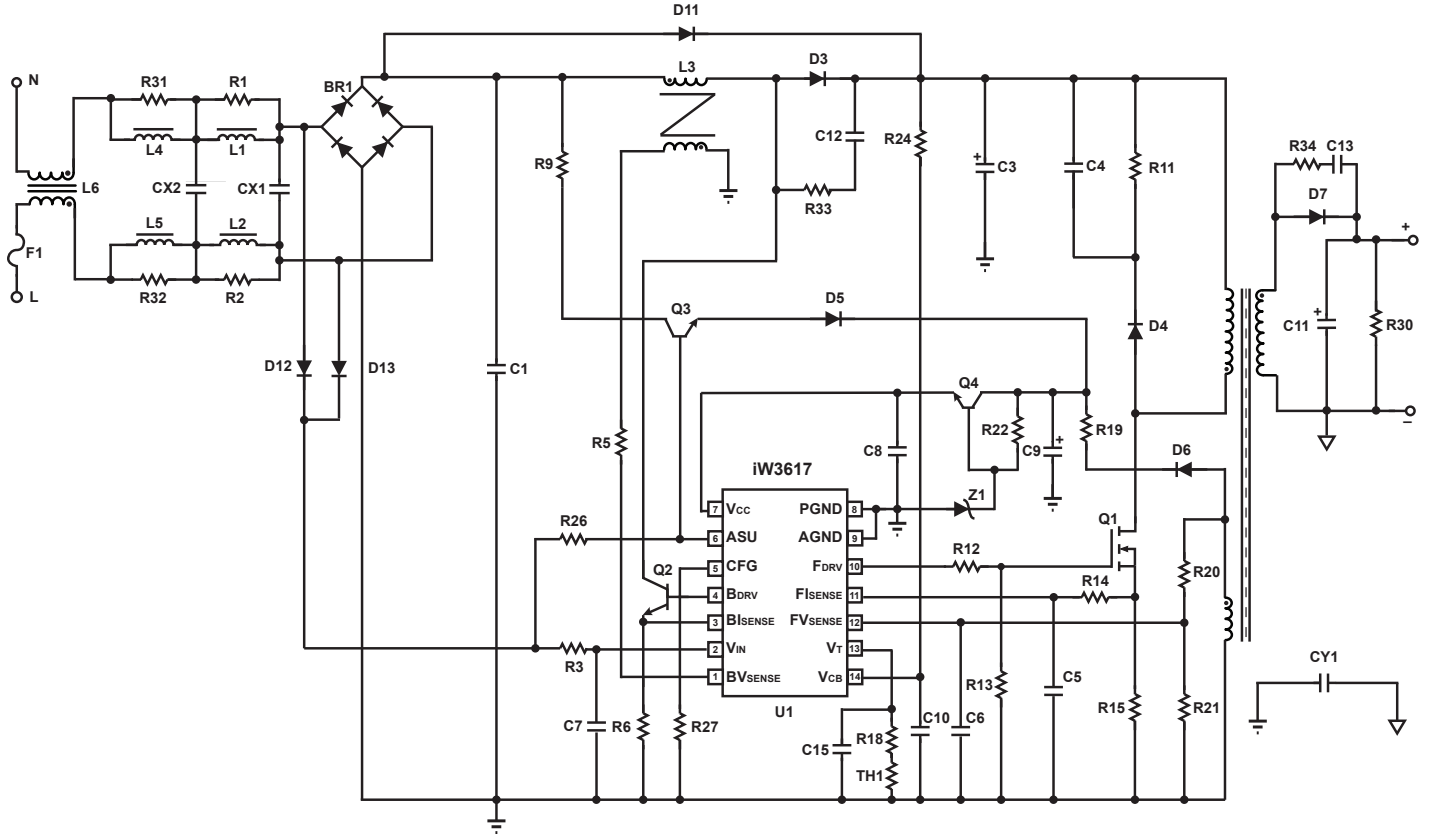 D11
N
R31
R1
BR1
L3
D3
L4
L1
C12
R24
R9
C3
C4
R11
R34
C13
L6
CX2
CX1
R33
D7
L5
L2
F1
R32
R2
L
+
+
+
C11
R30
Q3
D5
D4
D12
D13
C1
Q4
–
R5
C8
R22
C9
+
R19
D6
iW3617
Z1
7 VCC PGND 8
Q1
R26
6 ASU AGND 9
R12
5 CFG FDRV 10
Q2
R20
R14
4 BDRV FISENSE 11
3 BISENSE FVSENSE 12
2 VIN VT 13
R3
CY1
1 BVSENSE VCB 14
R13
C5
U1
R15
R21
C7
R6
R27
C10
C6
C15
R18
TH1